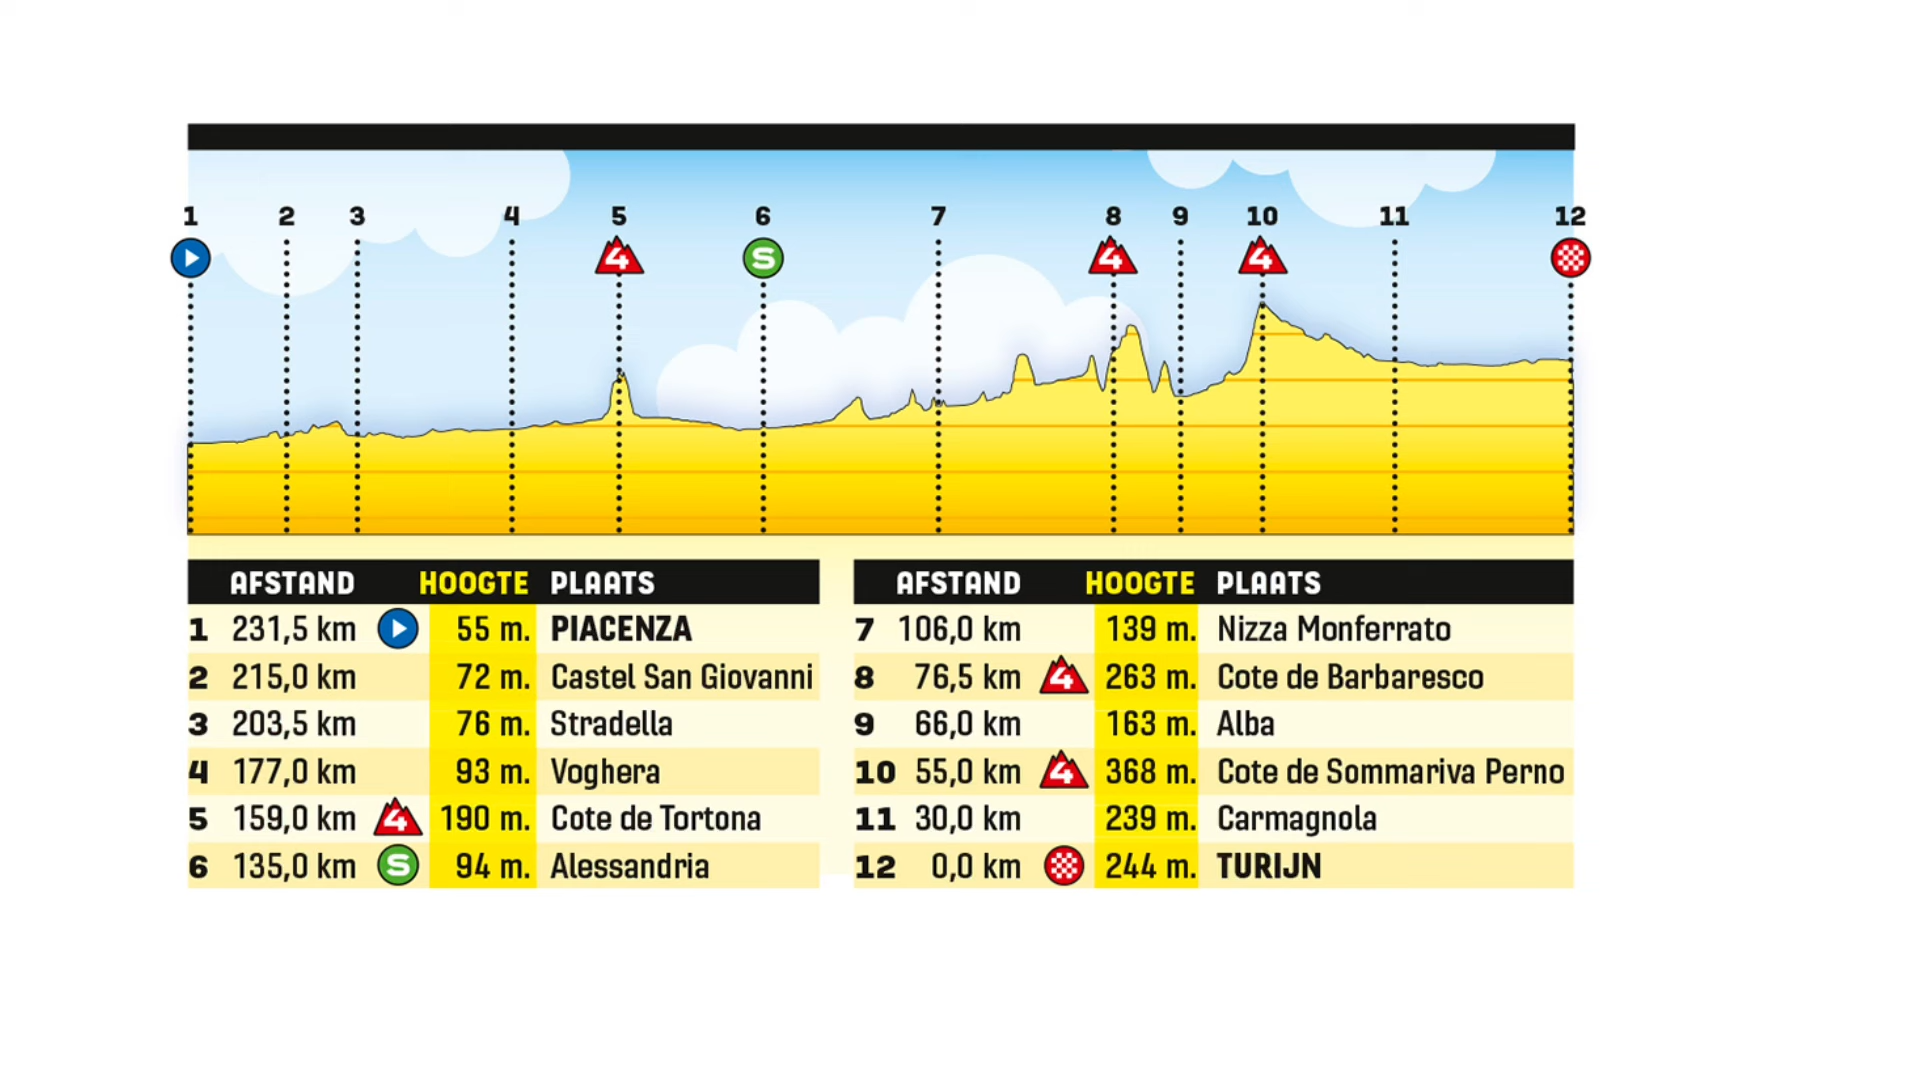 1 2 3 4 5 6 7 8 9 10 11 12
4 S 4 4
AFSTAND HOOGTE PLAATS
1 231,5 km 55 m. PIACENZA
2 215,0 km 72 m. Castel San Giovanni
3 203,5 km 76 m. Stradella
4 177,0 km 93 m. Voghera
5 159,0 km 4 190 m. Cote de Tortona
6 135,0 km S 94 m. Alessandria
AFSTAND HOOGTE PLAATS
7 106,0 km 139 m. Nizza Monferrato
8 76,5 km 4 263 m. Cote de Barbaresco
9 66,0 km 163 m. Alba
10 55,0 km 4 368 m. Cote de Sommariva Perno
11 30,0 km 239 m. Carmagnola
12 0,0 km 244 m. TURIJN